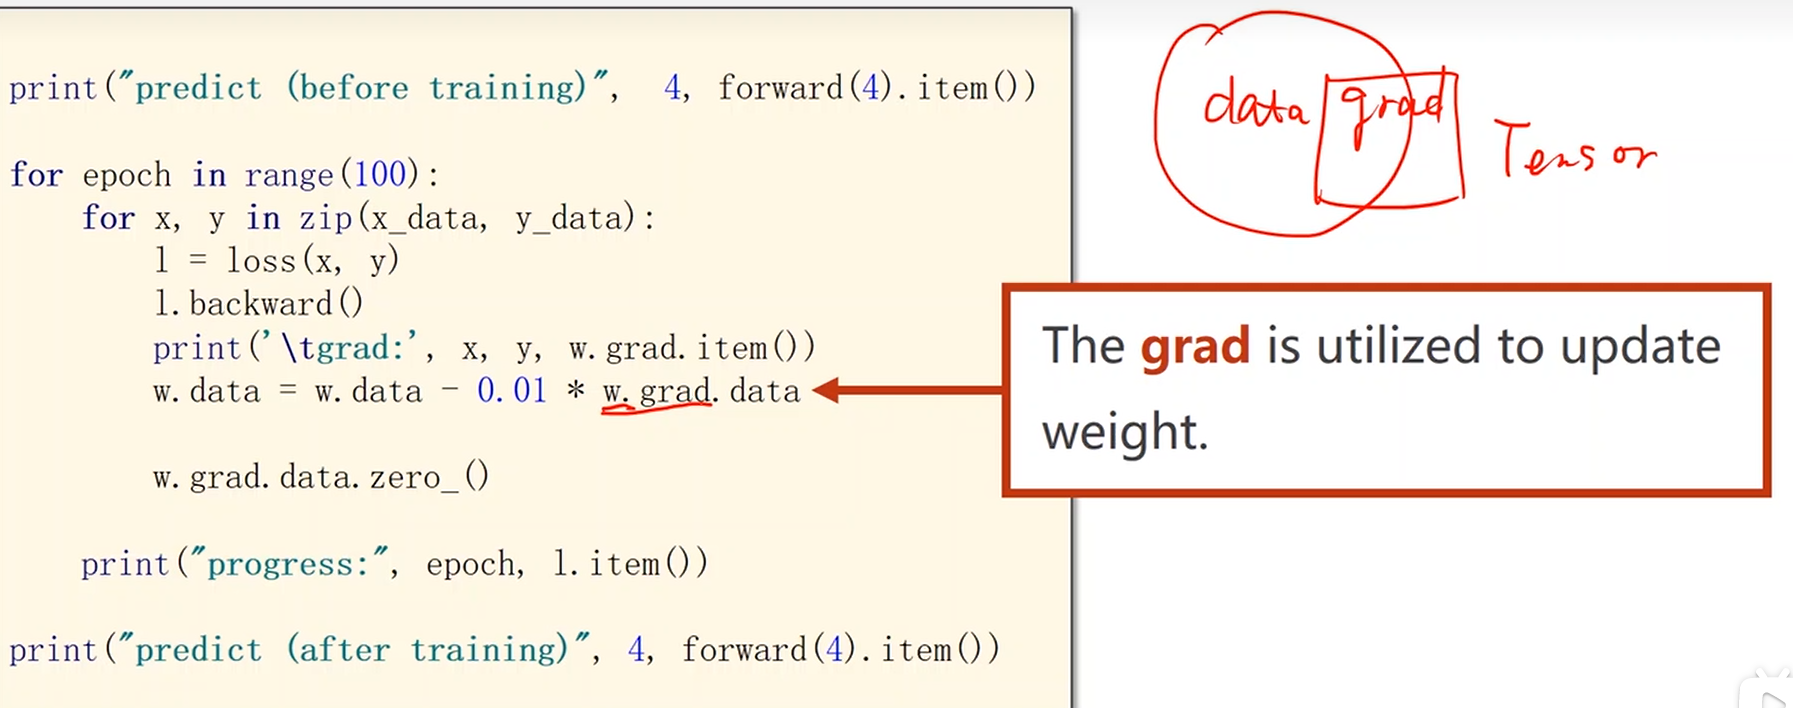 print("predict (before training)", 4, forward(4).item())
for epoch in range(100):
for x, y in zip(x_data, y_data):
l = loss(x, y)
l.backward()
print('\tgrad:', x, y, w.grad.item())
w.data = w.data - 0.01 * w.grad.data
w.grad.data.zero_()
print("progress:", epoch, l.item())
print("predict (after training)", 4, forward(4).item())
data grad Tensor
The grad is utilized to update
weight.